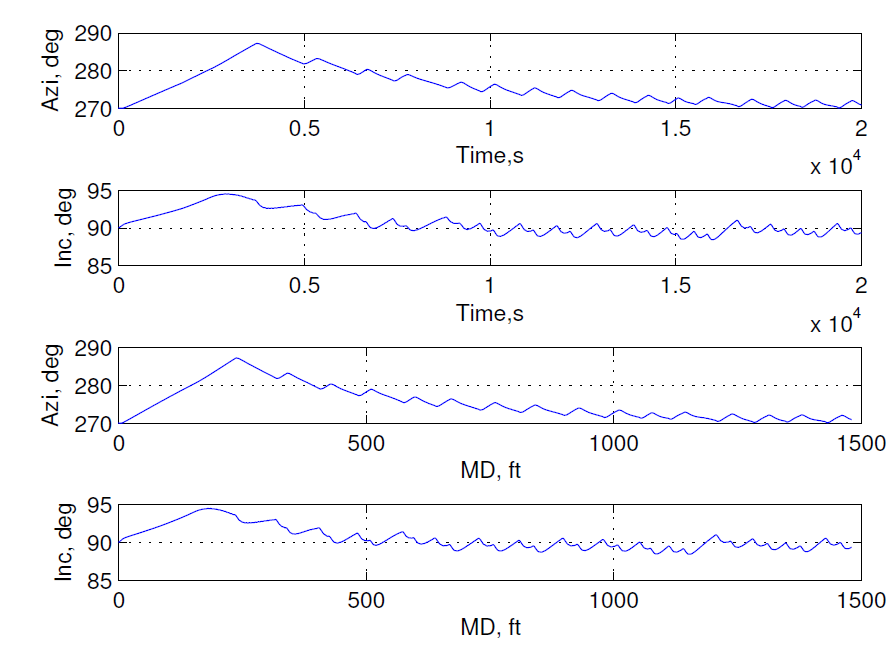 Azi, deg
290
280
270
0 0.5 1 1.5 2
Time,s
x 10^4
Inc, deg
95
90
85
0 0.5 1 1.5 2
Time,s
x 10^4
Azi, deg
290
280
270
0 500 1000 1500
MD, ft
Inc, deg
95
90
85
0 500 1000 1500
MD, ft